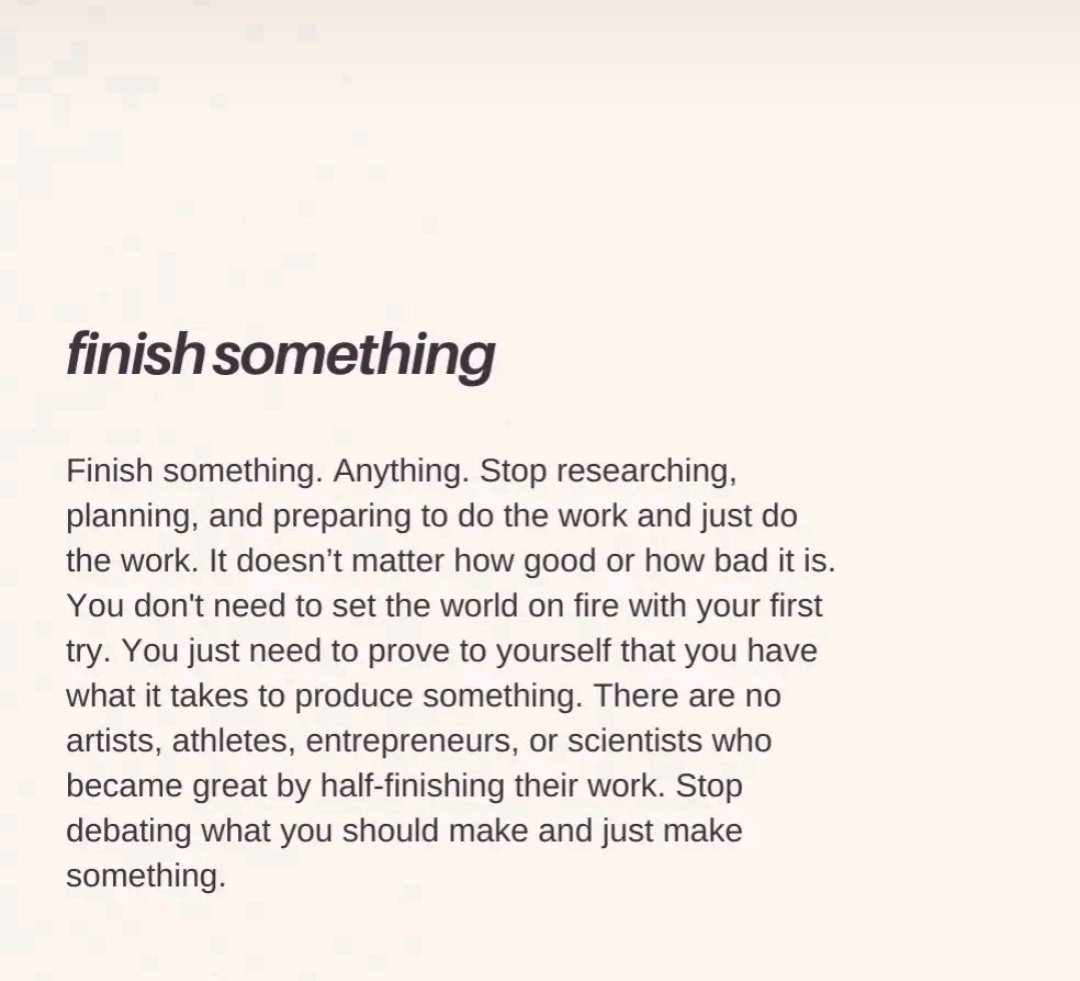 finish something
Finish something. Anything. Stop researching,
planning, and preparing to do the work and just do
the work. It doesn’t matter how good or how bad it is.
You don't need to set the world on fire with your first
try. You just need to prove to yourself that you have
what it takes to produce something. There are no
artists, athletes, entrepreneurs, or scientists who
became great by half-finishing their work. Stop
debating what you should make and just make
something.